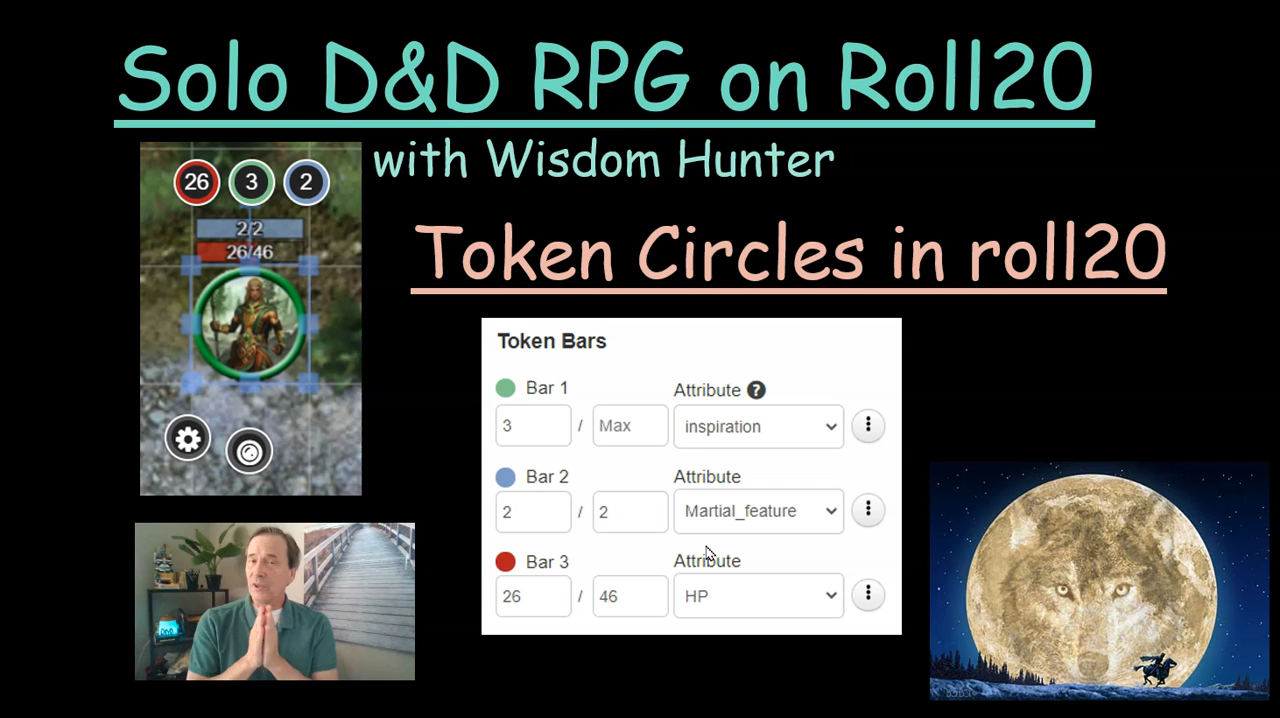 Solo D&D RPG on Roll20
with Wisdom Hunter
26 3 2
2/2
26/46
Token Circles in roll20
Token Bars
Bar 1 Attribute ?
3 / Max inspiration
Bar 2 Attribute
2 / 2 Martial_feature
Bar 3 Attribute
26 / 46 HP